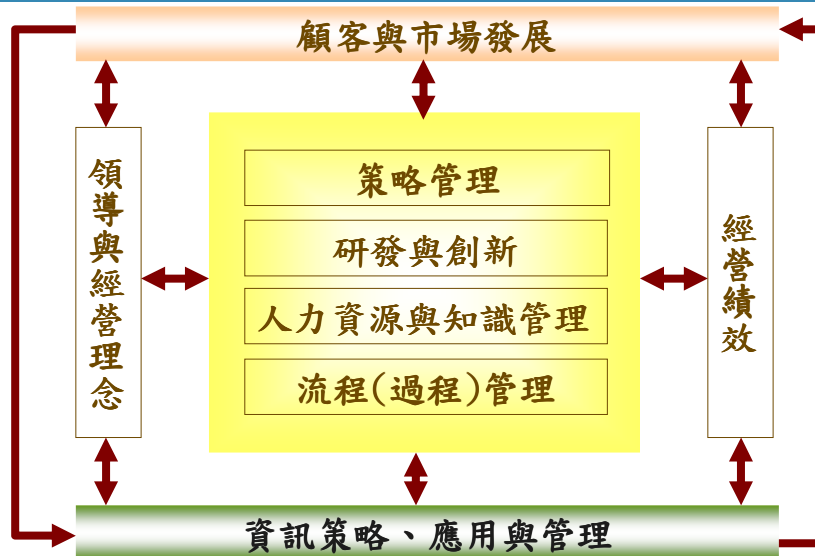 顧客與市場發展
領導與經營理念
策略管理
研發與創新
人力資源與知識管理
流程(過程)管理
經營績效
資訊策略、應用與管理